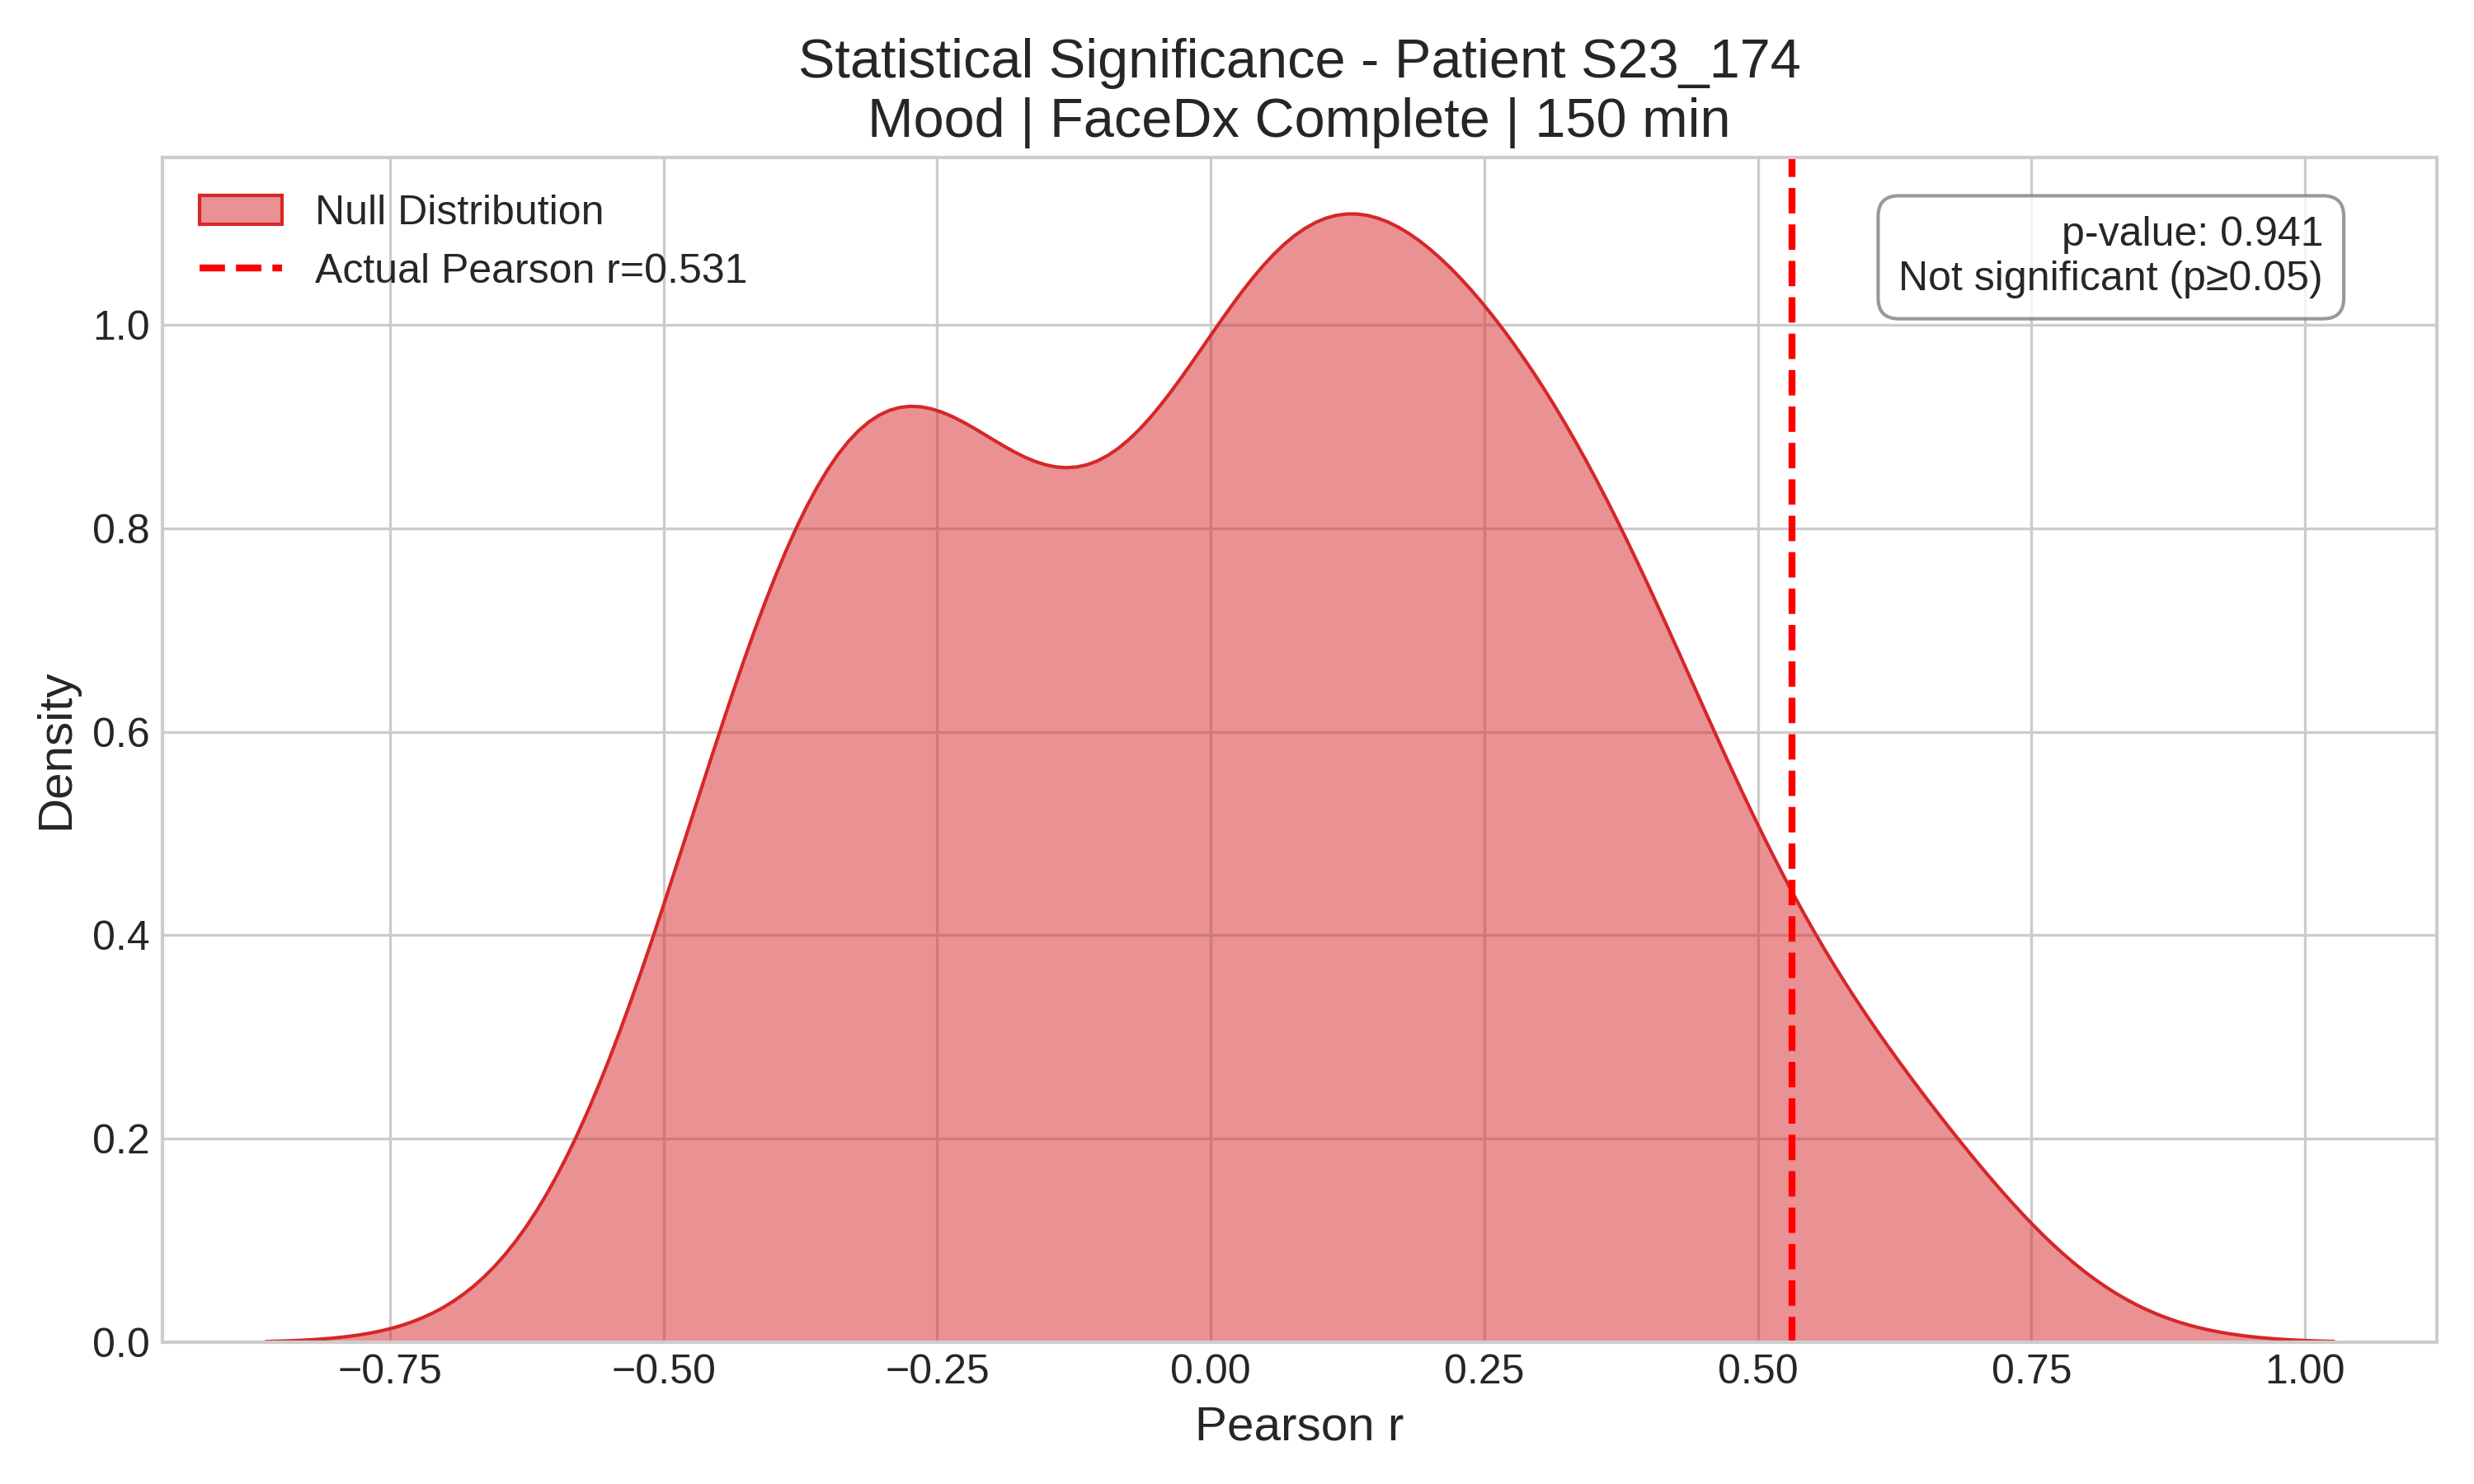 Statistical Significance - Patient S23_174
Mood | FaceDx Complete | 150 min
Null Distribution
Actual Pearson r=0.531
p-value: 0.941
Not significant (p≥0.05)
Density
1.0
0.8
0.6
0.4
0.2
0.0
−0.75
−0.50
−0.25
0.00
0.25
0.50
0.75
1.00
Pearson r